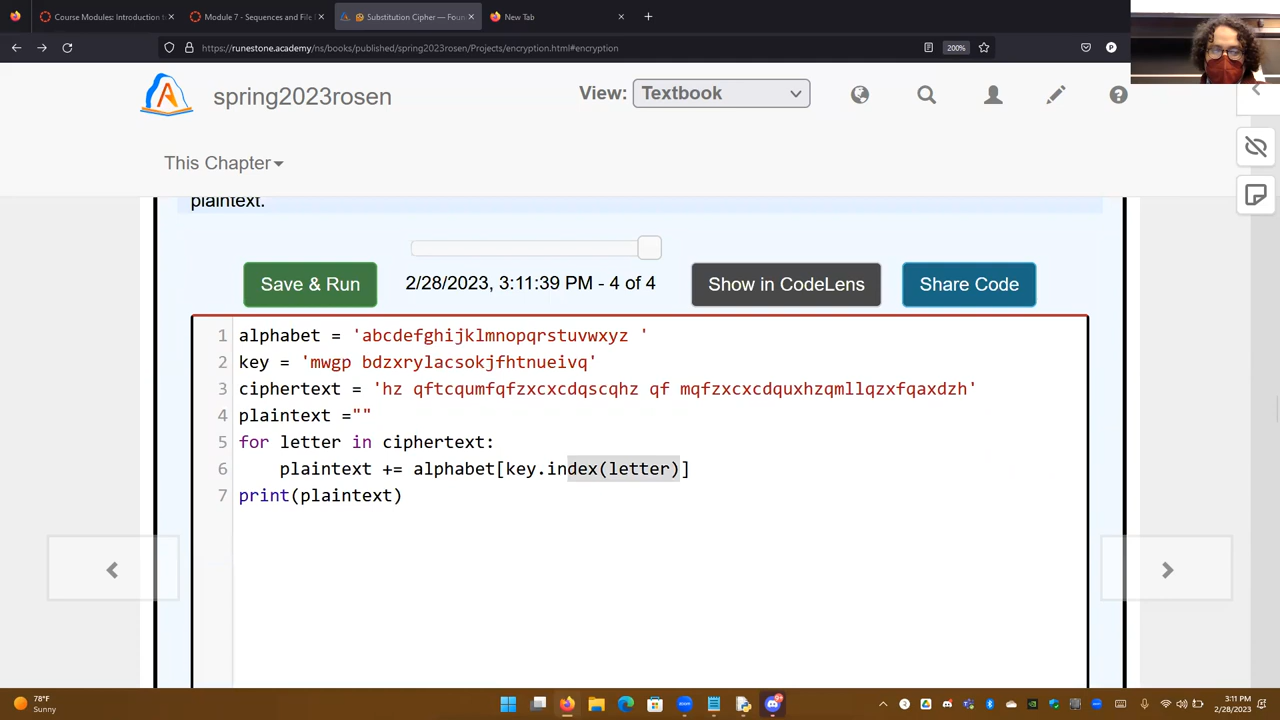 Course Modules: Introduction to
Module 7 - Sequences and File
Substitution Cipher — Foun
New Tab
https://runestone.academy/ns/books/published/spring2023rosen/Projects/encryption.html#encryption
200%
spring2023rosen
View:
Textbook
This Chapter
plaintext.
Save & Run
2/28/2023, 3:11:39 PM - 4 of 4
Show in CodeLens
Share Code
1 alphabet = 'abcdefghijklmnopqrstuvwxyz '
2 key = 'mwgp bdzxrylacsokjfhtnueivq'
3 ciphertext = 'hz qftcqumfqfzxcxcdqscqhz qf mqfzxcxcdquxhzqmllqzxfqaxdzh'
4 plaintext =""
5 for letter in ciphertext:
6     plaintext += alphabet[key.index(letter)]
7 print(plaintext)
78°F
Sunny
3:11 PM
2/28/2023